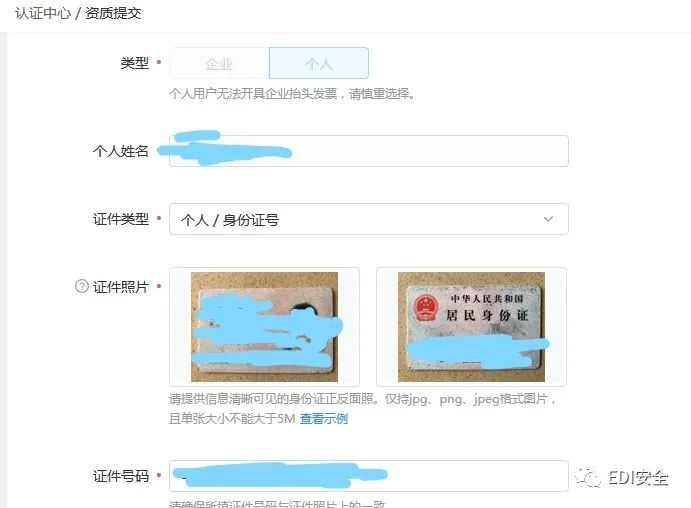 认证中心 / 资质提交
类型 • 企业 个人
个人用户无法开具企业抬头发票，请慎重选择。
个人姓名 •
证件类型 • 个人 / 身份证号
? 证件照片 •
中华人民共和国
居民身份证
请提供信息清晰可见的身份证正反面照。仅持jpg、png、jpeg格式图片，
且单张大小不能大于5M 查看示例
证件号码 •
EDI安全
请确保所填证件号码与证件照片上的一致